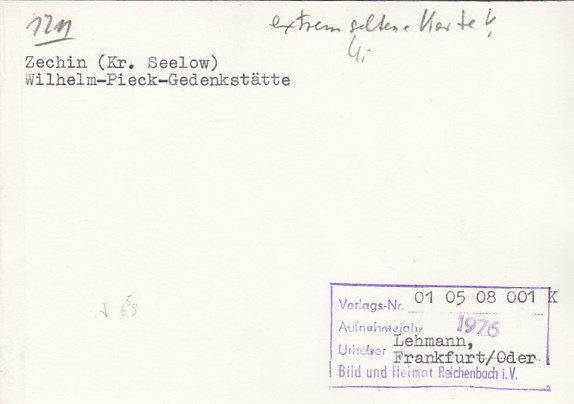 1211
extrem seltene Karte!
Zechin (Kr. Seelow)
Wilhelm-Pieck-Gedenkstätte
Verlags-Nr. 01 05 08 001 K
Aufnahmejahr 1976
Urheber Lehmann,
Frankfurt/Oder
Bild und Heimat Reichenbach i. V.